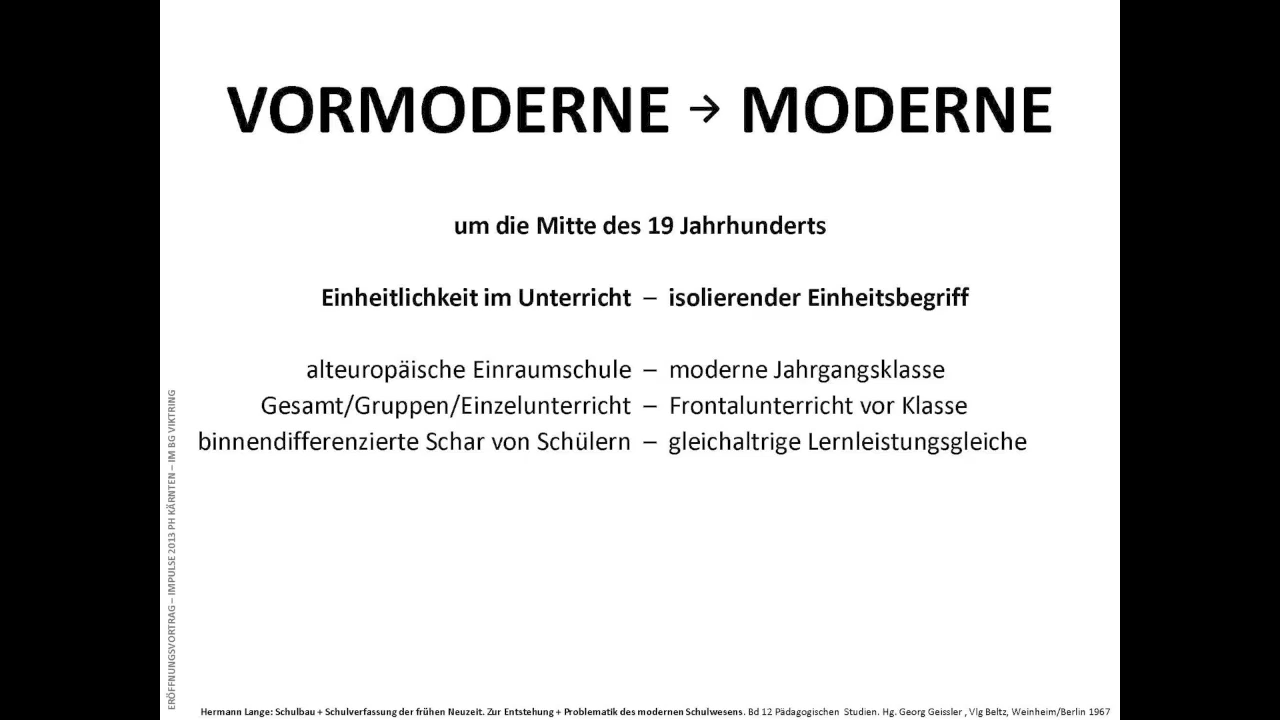 VORMODERNE → MODERNE
um die Mitte des 19 Jahrhunderts
Einheitlichkeit im Unterricht – isolierender Einheitsbegriff
alteuropäische Einraumschule – moderne Jahrgangsklasse
Gesamt/Gruppen/Einzelunterricht – Frontalunterricht vor Klasse
binnendifferenzierte Schar von Schülern – gleichaltrige Lernleistungsgleiche
ERÖFFNUNGSVORTRAG – IMPULSE 2013 PH KÄRNTEN – IM BG VIKTRING
Hermann Lange: Schulbau + Schulverfassung der frühen Neuzeit. Zur Entstehung + Problematik des modernen Schulwesens. Bd 12 Pädagogischen Studien. Hg. Georg Geissler , Vlg Beltz, Weinheim/Berlin 1967